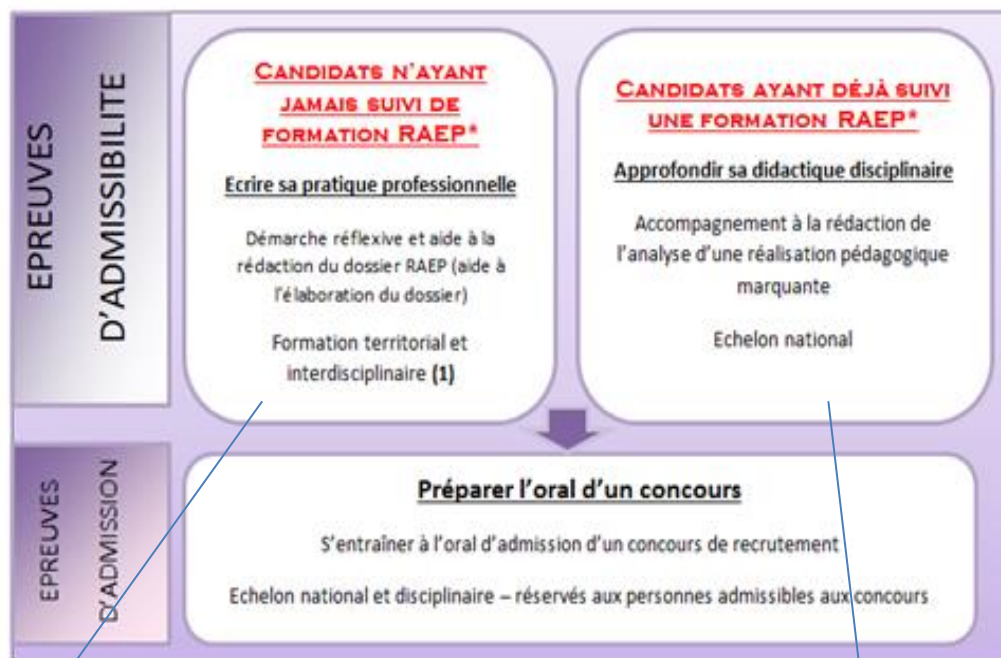 EPREUVES
D'ADMISSIBILITE
CANDIDATS N'AYANT
JAMAIS SUIVI DE
FORMATION RAEP*
Ecrire sa pratique professionnelle
Démarche réflexive et aide à la
rédaction du dossier RAEP (aide à
l'élaboration du dossier)
Formation territorial et
interdisciplinaire (1)
CANDIDATS AYANT DÉJÀ SUIVI
UNE FORMATION RAEP*
Approfondir sa didactique disciplinaire
Accompagnement à la rédaction de
l'analyse d'une réalisation pédagogique
marquante
Echelon national
EPREUVES
D'ADMISSION
Préparer l'oral d'un concours
S'entraîner à l'oral d'admission d'un concours de recrutement
Echelon national et disciplinaire – réservés aux personnes admissibles aux concours